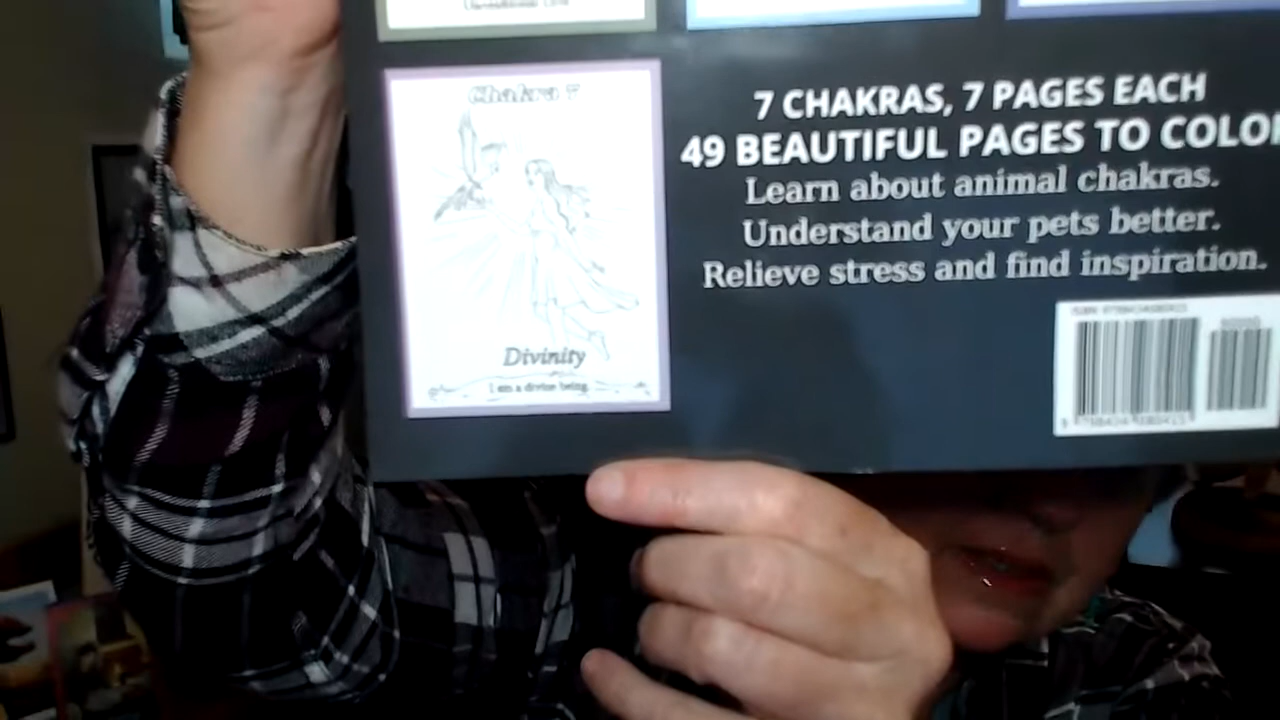 Chakra 7
7 CHAKRAS, 7 PAGES EACH
49 BEAUTIFUL PAGES TO COLOR
Learn about animal chakras.
Understand your pets better.
Relieve stress and find inspiration.
Divinity
I am a divine being.